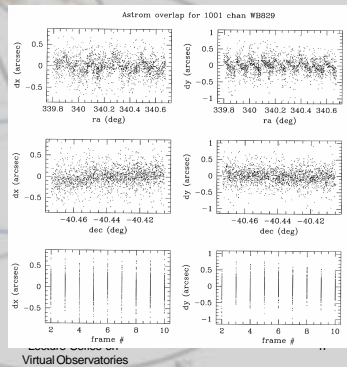 Astrom overlap for 1001 chan WB829
dx (arcsec)
0.5
0
−0.5
339.8 340 340.2 340.4 340.6
ra (deg)
dy (arcsec)
1
0.5
0
−0.5
−1
339.8 340 340.2 340.4 340.6
ra (deg)
dx (arcsec)
0.5
0
−0.5
−40.46 −40.44 −40.42
dec (deg)
dy (arcsec)
1
0.5
0
−0.5
−1
−40.46 −40.44 −40.42
dec (deg)
dx (arcsec)
0.5
0
−0.5
2 4 6 8 10
frame #
dy (arcsec)
1
0.5
0
−0.5
−1
2 4 6 8 10
frame #
Lecture Series on
Virtual Observatories